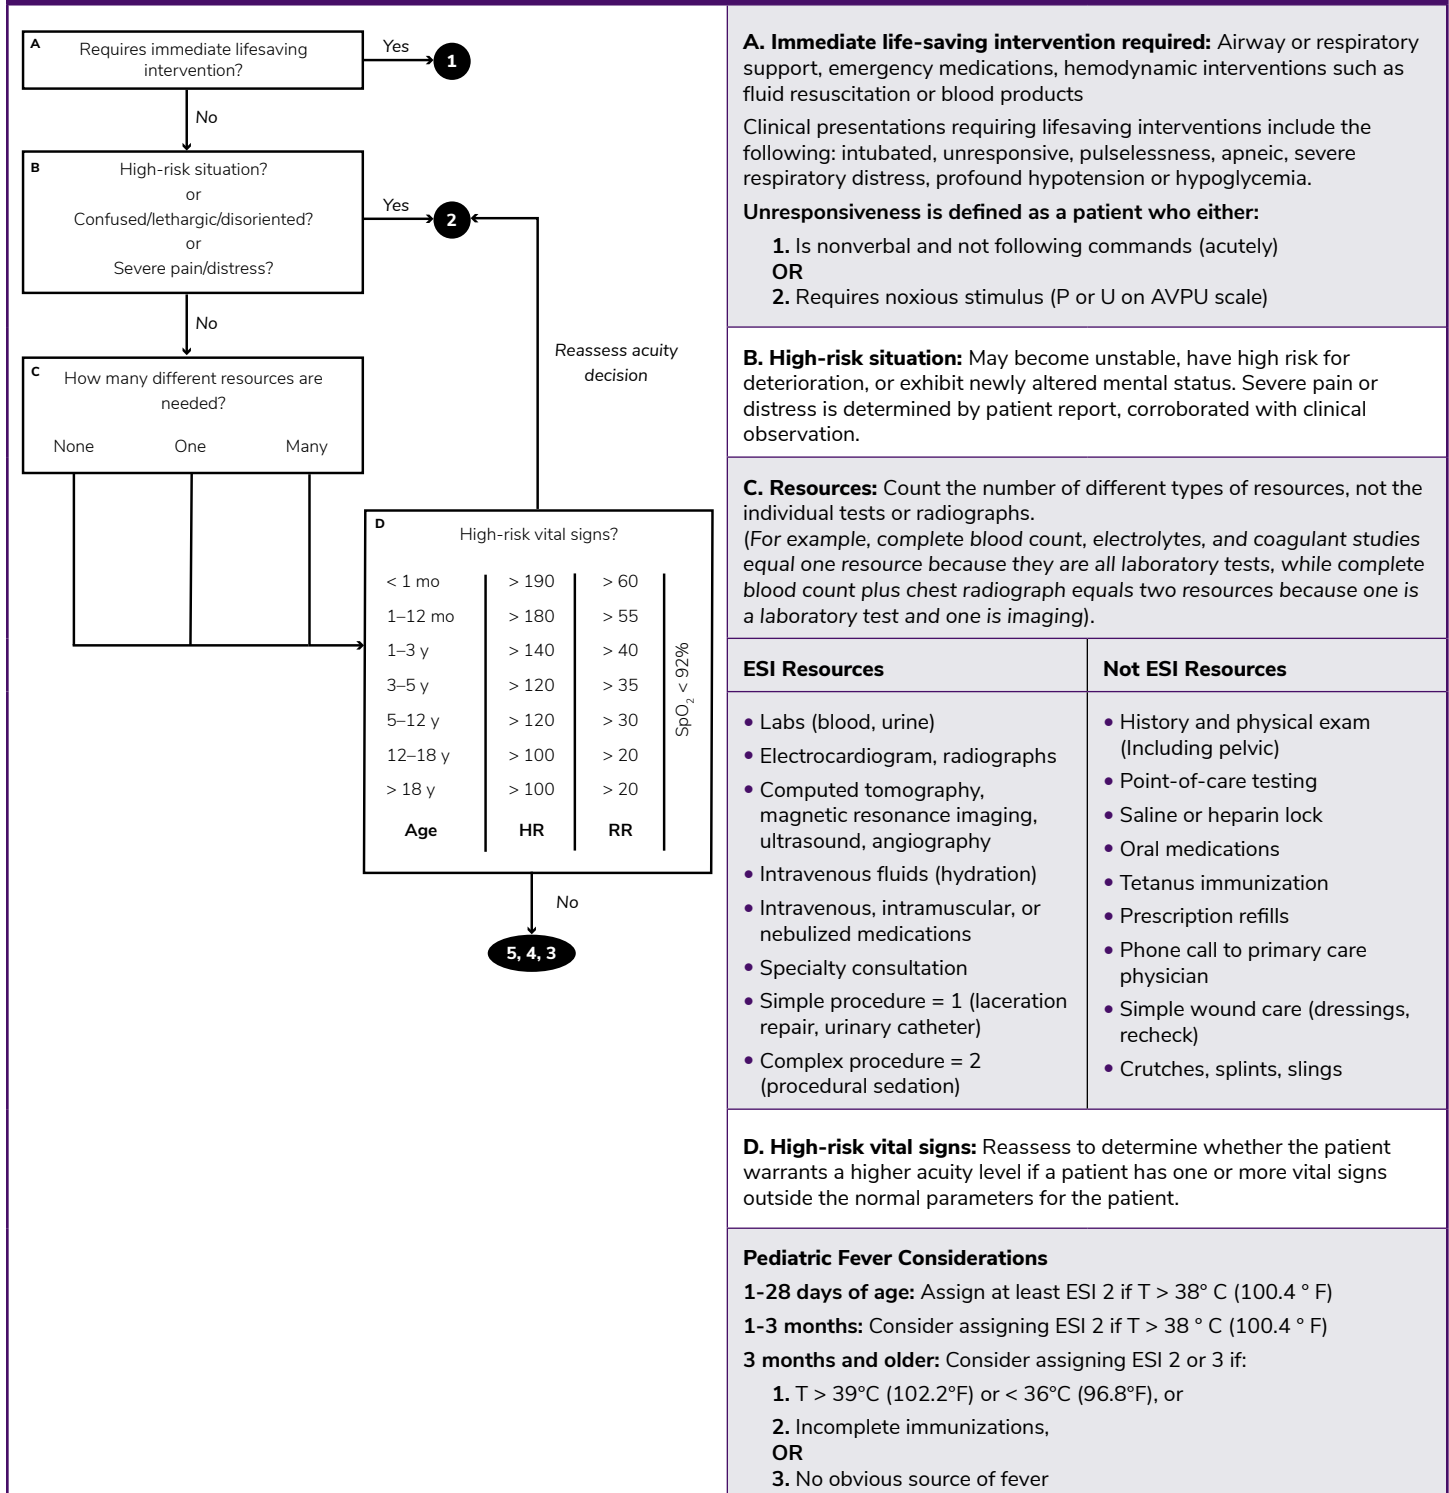 A
Requires immediate lifesaving
intervention?
Yes
1
No
B
High-risk situation?
or
Confused/lethargic/disoriented?
or
Severe pain/distress?
Yes
2
No
Reassess acuity
decision
C
How many different resources are
needed?
None One Many
D
High-risk vital signs?
< 1 mo > 190 > 60
1–12 mo > 180 > 55
1–3 y > 140 > 40
3–5 y > 120 > 35
5–12 y > 120 > 30
12–18 y > 100 > 20
> 18 y > 100 > 20
Age HR RR
SpO₂ < 92%
No
5, 4, 3
A. Immediate life-saving intervention required: Airway or respiratory
support, emergency medications, hemodynamic interventions such as
fluid resuscitation or blood products
Clinical presentations requiring lifesaving interventions include the
following: intubated, unresponsive, pulselessness, apneic, severe
respiratory distress, profound hypotension or hypoglycemia.
Unresponsiveness is defined as a patient who either:
1. Is nonverbal and not following commands (acutely)
OR
2. Requires noxious stimulus (P or U on AVPU scale)
B. High-risk situation: May become unstable, have high risk for
deterioration, or exhibit newly altered mental status. Severe pain or
distress is determined by patient report, corroborated with clinical
observation.
C. Resources: Count the number of different types of resources, not the
individual tests or radiographs.
(For example, complete blood count, electrolytes, and coagulant studies
equal one resource because they are all laboratory tests, while complete
blood count plus chest radiograph equals two resources because one is
a laboratory test and one is imaging).
ESI Resources
• Labs (blood, urine)
• Electrocardiogram, radiographs
• Computed tomography,
magnetic resonance imaging,
ultrasound, angiography
• Intravenous fluids (hydration)
• Intravenous, intramuscular, or
nebulized medications
• Specialty consultation
• Simple procedure = 1 (laceration
repair, urinary catheter)
• Complex procedure = 2
(procedural sedation)
Not ESI Resources
• History and physical exam
(Including pelvic)
• Point-of-care testing
• Saline or heparin lock
• Oral medications
• Tetanus immunization
• Prescription refills
• Phone call to primary care
physician
• Simple wound care (dressings,
recheck)
• Crutches, splints, slings
D. High-risk vital signs: Reassess to determine whether the patient
warrants a higher acuity level if a patient has one or more vital signs
outside the normal parameters for the patient.
Pediatric Fever Considerations
1-28 days of age: Assign at least ESI 2 if T > 38° C (100.4 ° F)
1-3 months: Consider assigning ESI 2 if T > 38 ° C (100.4 ° F)
3 months and older: Consider assigning ESI 2 or 3 if:
1. T > 39°C (102.2°F) or < 36°C (96.8°F), or
2. Incomplete immunizations,
OR
3. No obvious source of fever